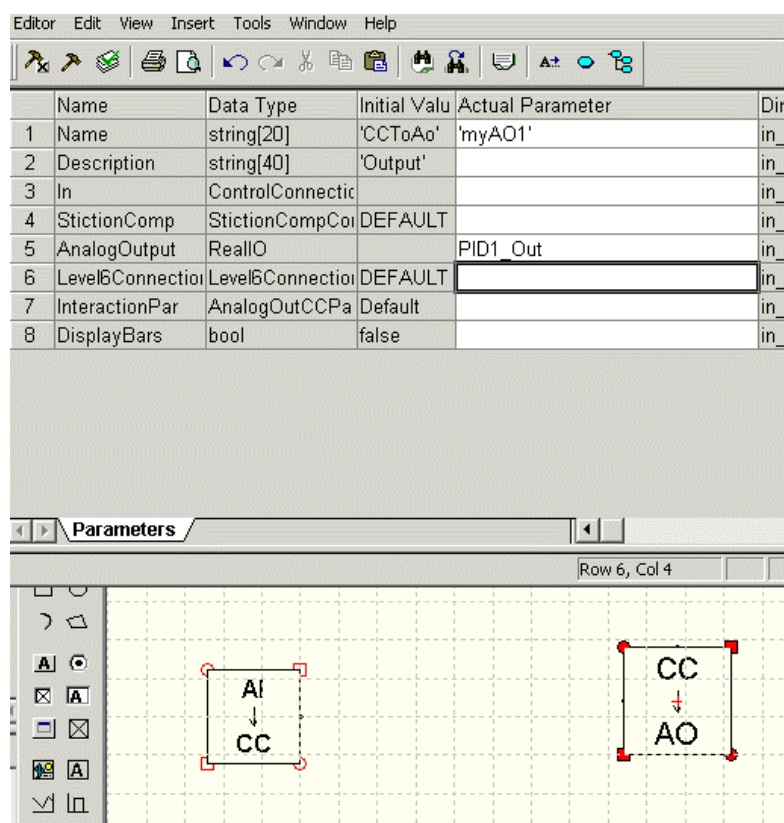 Editor Edit View Insert Tools Window Help
Name Data Type Initial Valu Actual Parameter Dir
1 Name string[20] 'CCToAo' 'myAO1' in_
2 Description string[40] 'Output' in_
3 In ControlConnectic in_
4 StictionComp StictionCompCor DEFAULT in_
5 AnalogOutput RealIO PID1_Out in_
6 Level6Connection Level6Connection DEFAULT in_
7 InteractionPar AnalogOutCCPa Default in_
8 DisplayBars bool false in_
Parameters
Row 6, Col 4
AI
CC
CC
AO